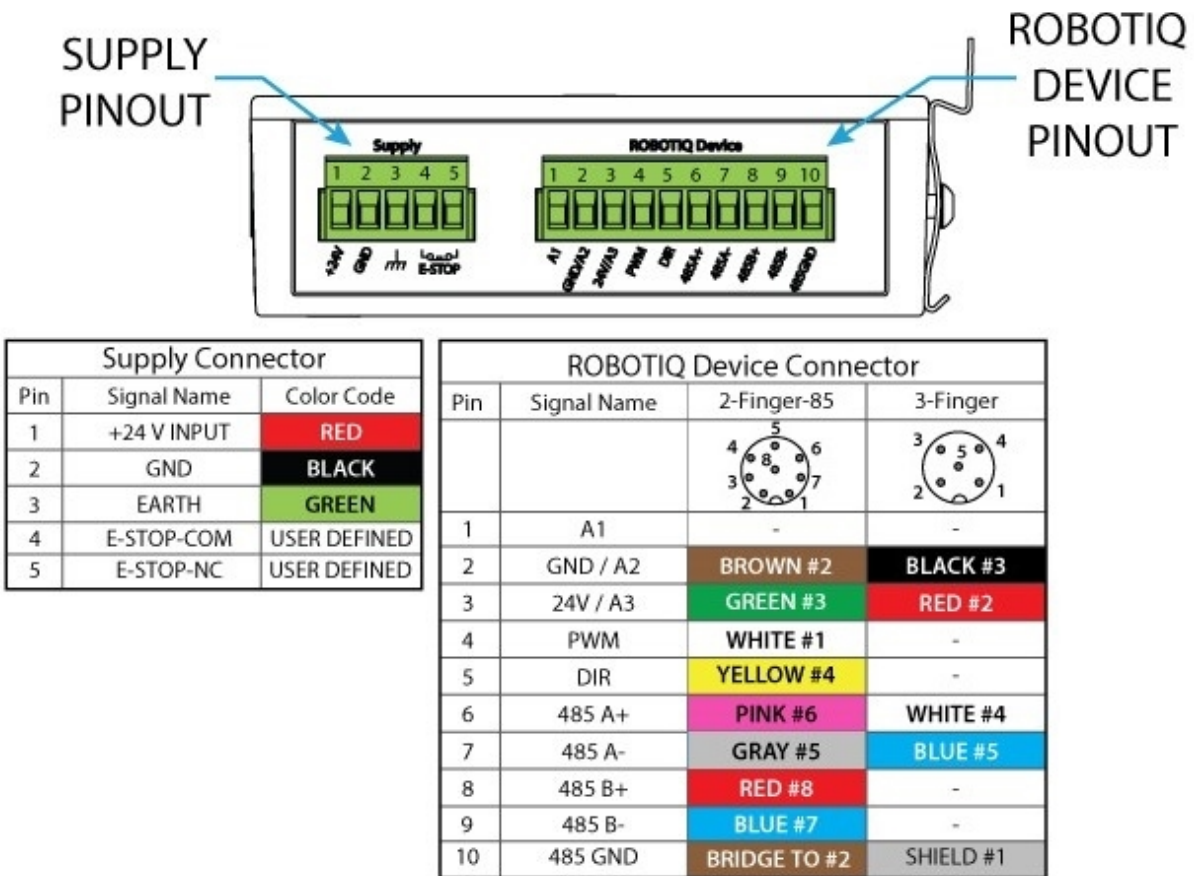 SUPPLY
PINOUT
ROBOTIQ
DEVICE
PINOUT
Supply
ROBOTIQ Device
1 2 3 4 5
1 2 3 4 5 6 7 8 9 10
+24V GND E-STOP
A1 GND/A2 24V/A3 PWM DIR 485A+ 485A- 485B+ 485B- 485GND
Supply Connector
Pin Signal Name Color Code
1 +24 V INPUT RED
2 GND BLACK
3 EARTH GREEN
4 E-STOP-COM USER DEFINED
5 E-STOP-NC USER DEFINED
ROBOTIQ Device Connector
Pin Signal Name 2-Finger-85 3-Finger
5
4 8 6
3 7
2 1
3 5 4
2 1
1 A1 - -
2 GND / A2 BROWN #2 BLACK #3
3 24V / A3 GREEN #3 RED #2
4 PWM WHITE #1 -
5 DIR YELLOW #4 -
6 485 A+ PINK #6 WHITE #4
7 485 A- GRAY #5 BLUE #5
8 485 B+ RED #8 -
9 485 B- BLUE #7 -
10 485 GND BRIDGE TO #2 SHIELD #1